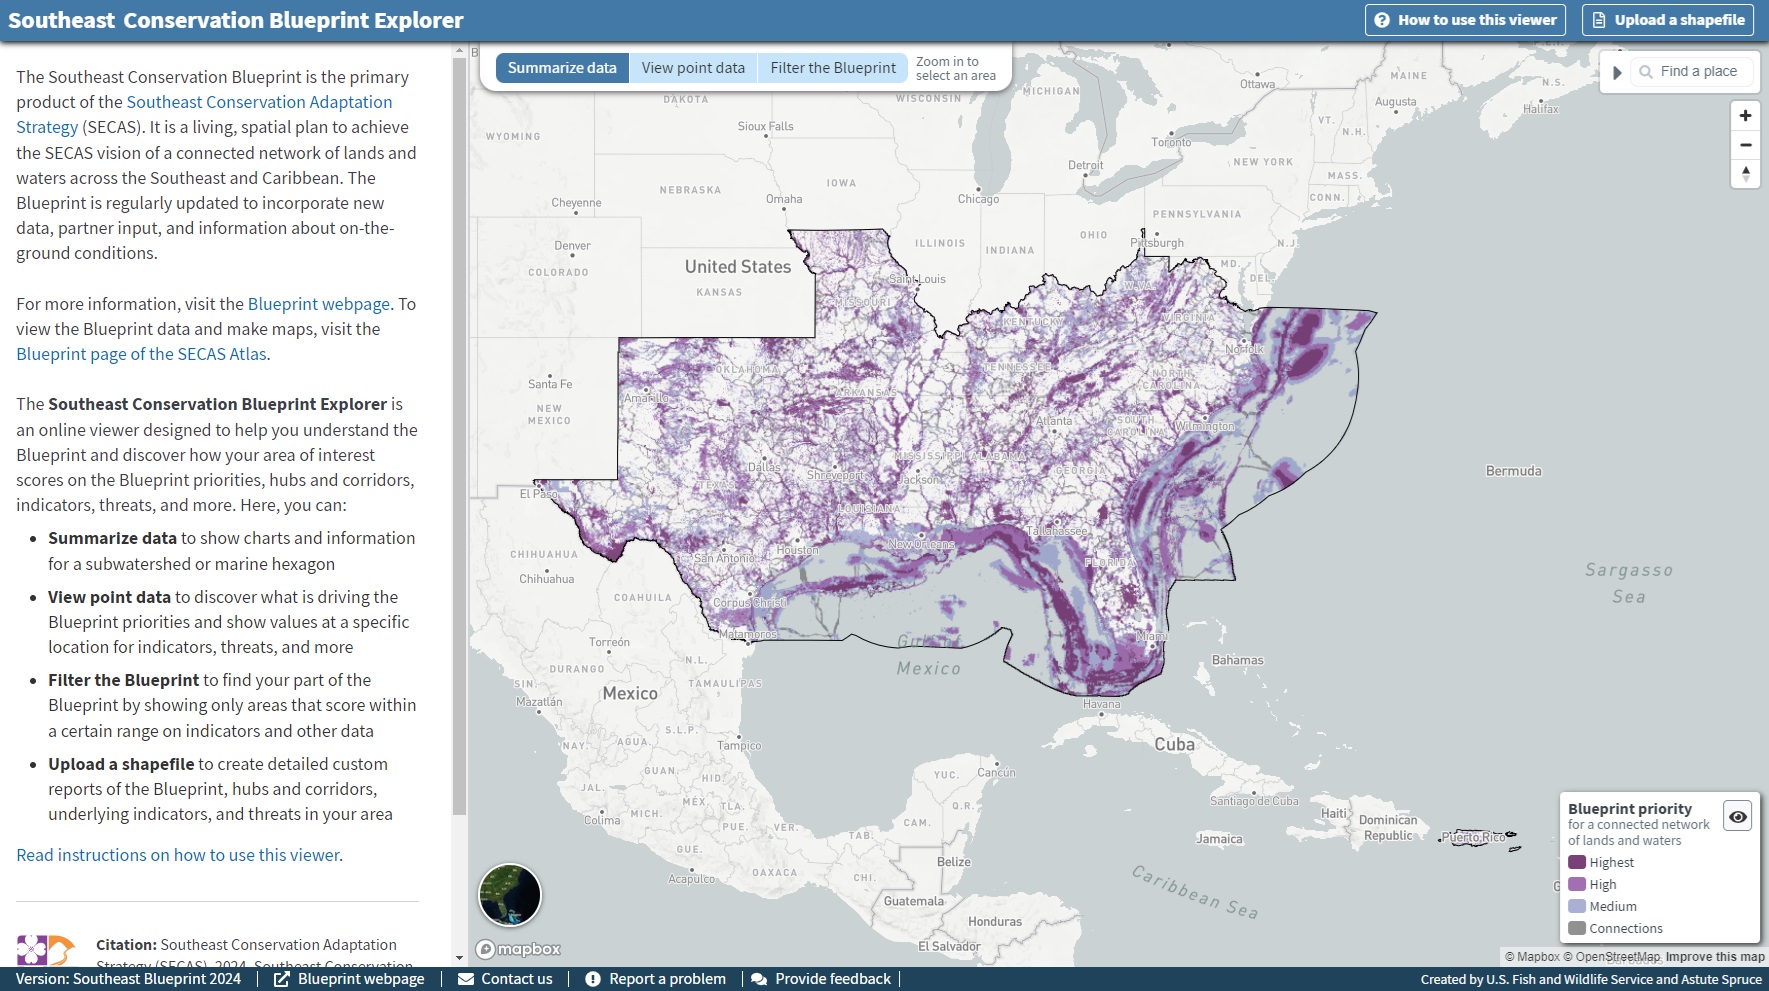 Southeast Conservation Blueprint Explorer
How to use this viewer
Upload a shapefile
The Southeast Conservation Blueprint is the primary
product of the Southeast Conservation Adaptation
Strategy (SECAS). It is a living, spatial plan to achieve
the SECAS vision of a connected network of lands and
waters across the Southeast and Caribbean. The
Blueprint is regularly updated to incorporate new
data, partner input, and information about on-the-
ground conditions.
For more information, visit the Blueprint webpage. To
view the Blueprint data and make maps, visit the
Blueprint page of the SECAS Atlas.
The Southeast Conservation Blueprint Explorer is
an online viewer designed to help you understand the
Blueprint and discover how your area of interest
scores on the Blueprint priorities, hubs and corridors,
indicators, threats, and more. Here, you can:
• Summarize data to show charts and information
for a subwatershed or marine hexagon
• View point data to discover what is driving the
Blueprint priorities and show values at a specific
location for indicators, threats, and more
• Filter the Blueprint to find your part of the
Blueprint by showing only areas that score within
a certain range on indicators and other data
• Upload a shapefile to create detailed custom
reports of the Blueprint, hubs and corridors,
underlying indicators, and threats in your area
Read instructions on how to use this viewer.
Citation: Southeast Conservation Adaptation
Strategy (SECAS). 2024. Southeast Conservation
Summarize data
View point data
Filter the Blueprint
Zoom in to
select an area
Find a place
MICHIGAN
Ottawa
MAINE
N.S.
Augusta
Halifax
DAKOTA
WISCONSIN
Sioux Falls
WYOMING
Toronto
VT.
N.H.
Detroit
NEW YORK
MASS.
IOWA
NEBRASKA
Cheyenne
Omaha
Chicago
CONN.
PENNSYLVANIA
OHIO
Pittsburgh
N.J.
Denver
ILLINOIS
INDIANA
COLORADO
United States
MD.
DEL.
KANSAS
Saint Louis
W.VA.
MISSOURI
KENTUCKY
VIRGINIA
Norfolk
OKLAHOMA
TENNESSEE
NORTH
CAROLINA
Santa Fe
Amarillo
ARKANSAS
NEW
MEXICO
Atlanta
SOUTH
CAROLINA
Wilmington
MISSISSIPPI
ALABAMA
Dallas
Shreveport
GEORGIA
Bermuda
Jackson
TEXAS
El Paso
LOUISIANA
Tallahassee
New Orleans
Houston
San Antonio
FLORIDA
CHIHUAHUA
Chihuahua
Sargasso
Sea
COAHUILA
Corpus Christi
Matamoros
Miami
Torreón
Gulf of
Mexico
N.L.
DURANGO
Bahamas
SIN.
TAMAULIPAS
Mexico
Mazatlán
Havana
S.L.P.
NAY.
AGUA.
Tampico
Cuba
GUAN.
HID.
YUC.
Cancún
JAL.
MÉX.
TLA.
Q.R.
Santiago de Cuba
Colima
MICH.
PUE.
VER.
CAM.
TAB.
Haiti
Dominican
Republic
Jamaica
Puerto Rico
GUE.
Belize
OAXACA
CHI.
Acapulco
Caribbean Sea
Guatemala
Honduras
El Salvador
mapbox
Blueprint priority
for a connected network
of lands and waters
Highest
High
Medium
Connections
© Mapbox © OpenStreetMap Improve this map
Version: Southeast Blueprint 2024
Blueprint webpage
Contact us
Report a problem
Provide feedback
Created by U.S. Fish and Wildlife Service and Astute Spruce